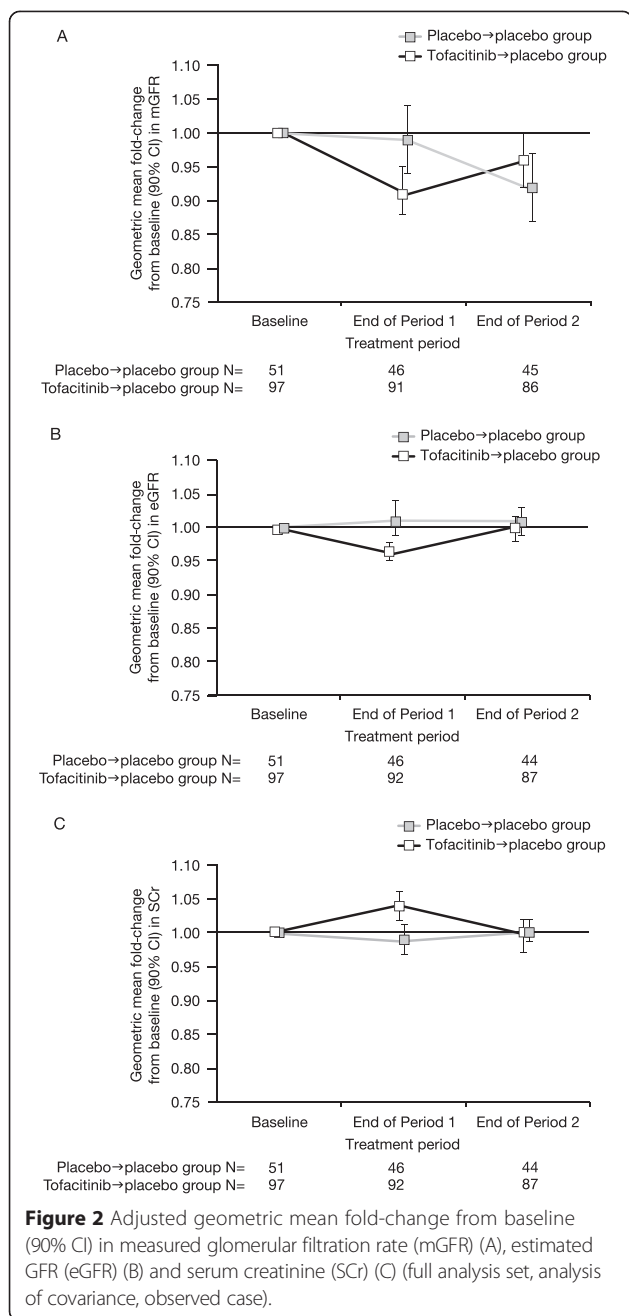 A
Placebo→placebo group
Tofacitinib→placebo group
Geometric mean fold-change
from baseline (90% CI) in mGFR
1.10
1.05
1.00
0.95
0.90
0.85
0.80
0.75
Baseline End of Period 1 End of Period 2
Treatment period
Placebo→placebo group N= 51 46 45
Tofacitinib→placebo group N= 97 91 86
B
Placebo→placebo group
Tofacitinib→placebo group
Geometric mean fold-change
from baseline (90% CI) in eGFR
1.10
1.05
1.00
0.95
0.90
0.85
0.80
0.75
Baseline End of Period 1 End of Period 2
Treatment period
Placebo→placebo group N= 51 46 44
Tofacitinib→placebo group N= 97 92 87
C
Placebo→placebo group
Tofacitinib→placebo group
Geometric mean fold-change
from baseline (90% CI) in SCr
1.10
1.05
1.00
0.95
0.90
0.85
0.80
0.75
Baseline End of Period 1 End of Period 2
Treatment period
Placebo→placebo group N= 51 46 44
Tofacitinib→placebo group N= 97 92 87
Figure 2 Adjusted geometric mean fold-change from baseline
(90% CI) in measured glomerular filtration rate (mGFR) (A), estimated
GFR (eGFR) (B) and serum creatinine (SCr) (C) (full analysis set, analysis
of covariance, observed case).